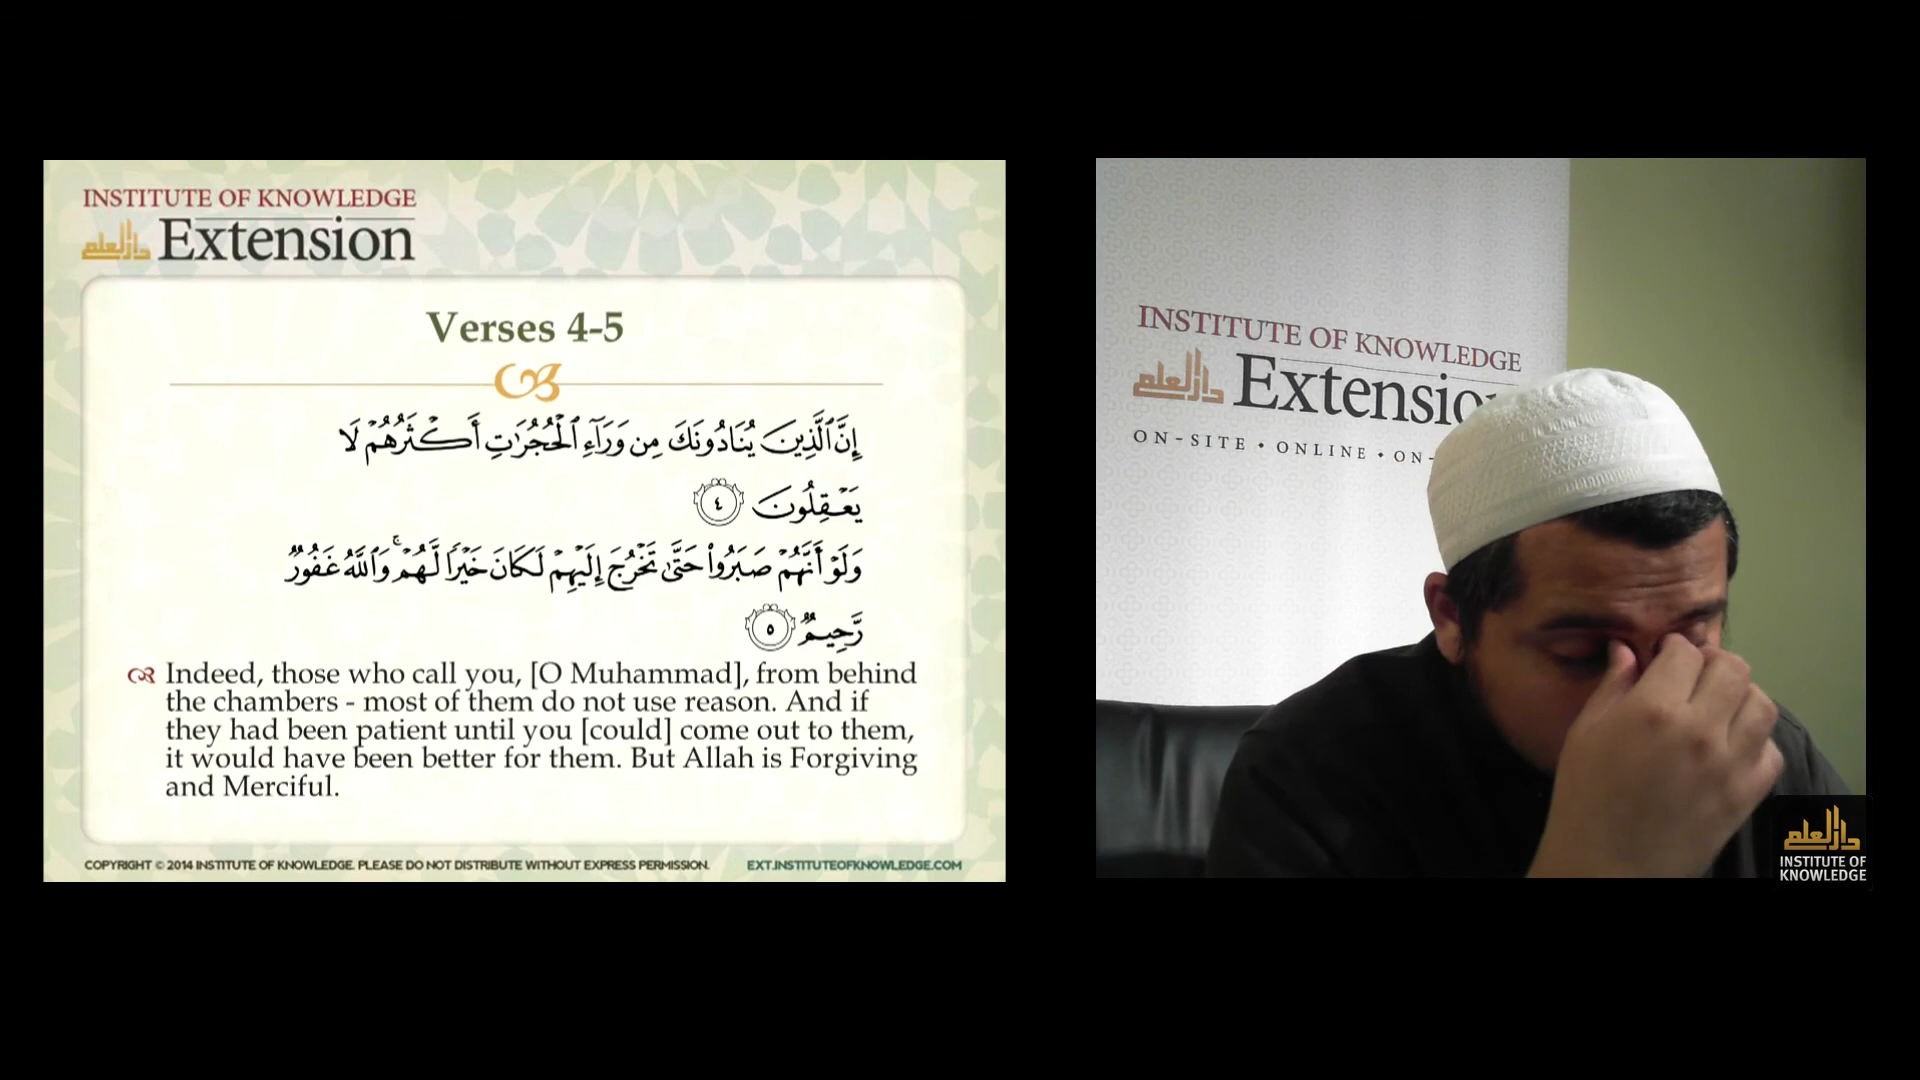 INSTITUTE OF KNOWLEDGE
دار العلم Extension
Verses 4-5
إِنَّ ٱلَّذِينَ يُنَادُونَكَ مِن وَرَآءِ ٱلْحُجُرَٰتِ أَكْثَرُهُمْ لَا
يَعْقِلُونَ ٤
وَلَوْ أَنَّهُمْ صَبَرُوا۟ حَتَّىٰ تَخْرُجَ إِلَيْهِمْ لَكَانَ خَيْرًا لَّهُمْ ۚ وَٱللَّهُ غَفُورٌ
رَّحِيمٌ ٥
Indeed, those who call you, [O Muhammad], from behind
the chambers - most of them do not use reason. And if
they had been patient until you [could] come out to them,
it would have been better for them. But Allah is Forgiving
and Merciful.
COPYRIGHT © 2014 INSTITUTE OF KNOWLEDGE. PLEASE DO NOT DISTRIBUTE WITHOUT EXPRESS PERMISSION. EXT.INSTITUTEOFKNOWLEDGE.COM
INSTITUTE OF KNOWLEDGE
دار العلم Extensio
ON-SITE • ONLINE • ON-
دار العلم
INSTITUTE OF
KNOWLEDGE